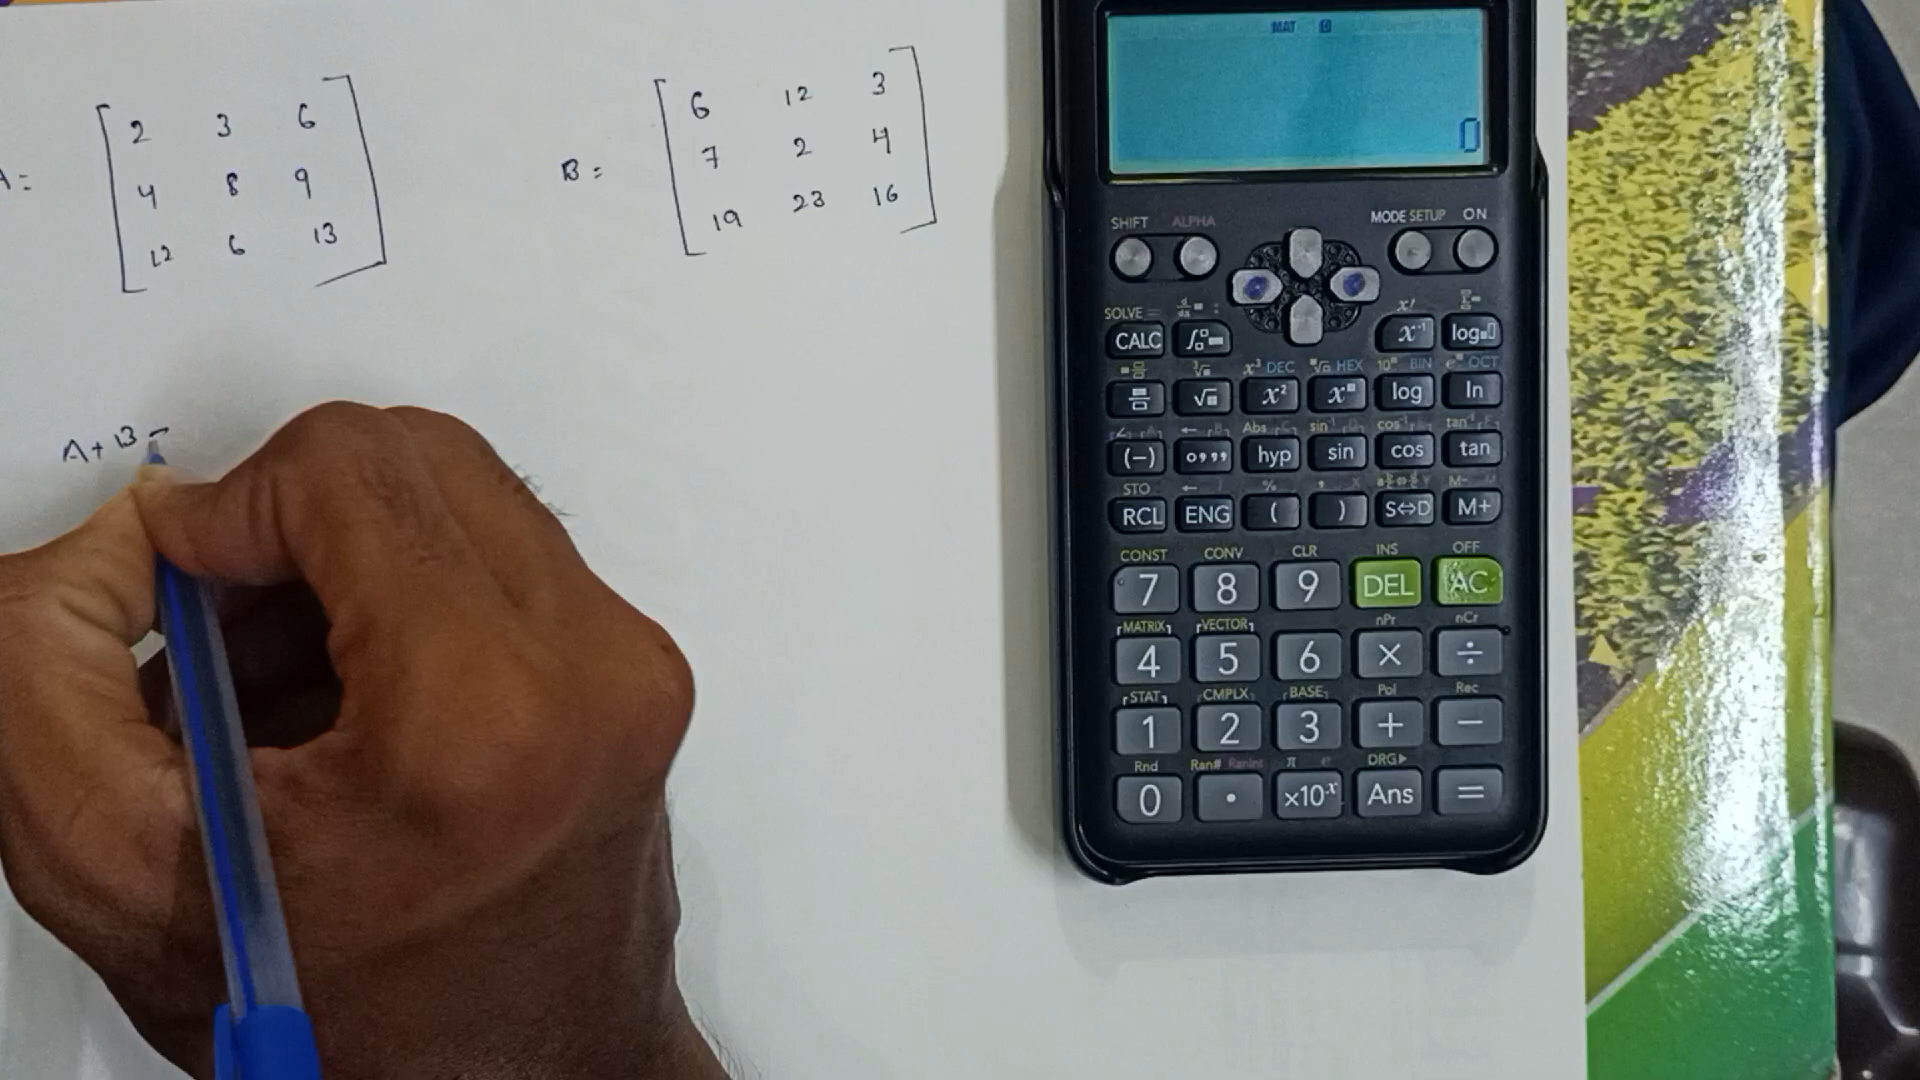 A = [ 2 3 6
4 8 9
12 6 13 ]
B = [ 6 12 3
7 2 4
19 23 16 ]
A + B =
MAT D
0
SHIFT ALPHA MODE SETUP ON
SOLVE = d/dx : x! Σ
CALC ∫ x⁻¹ log
x³ DEC HEX 10 BIN e OCT
√ x² x log ln
∠ A ← B Abs C sin⁻¹ D cos⁻¹ E tan⁻¹ F
(−) °’’’ hyp sin cos tan
STO ← % , X Y M− M
RCL ENG ( ) S⇔D M+
CONST CONV CLR INS OFF
7 8 9 DEL AC
MATRIX VECTOR nPr nCr
4 5 6 × ÷
STAT CMPLX BASE Pol Rec
1 2 3 + −
Rnd Ran# RanInt π e DRG▶
0 . ×10ˣ Ans =